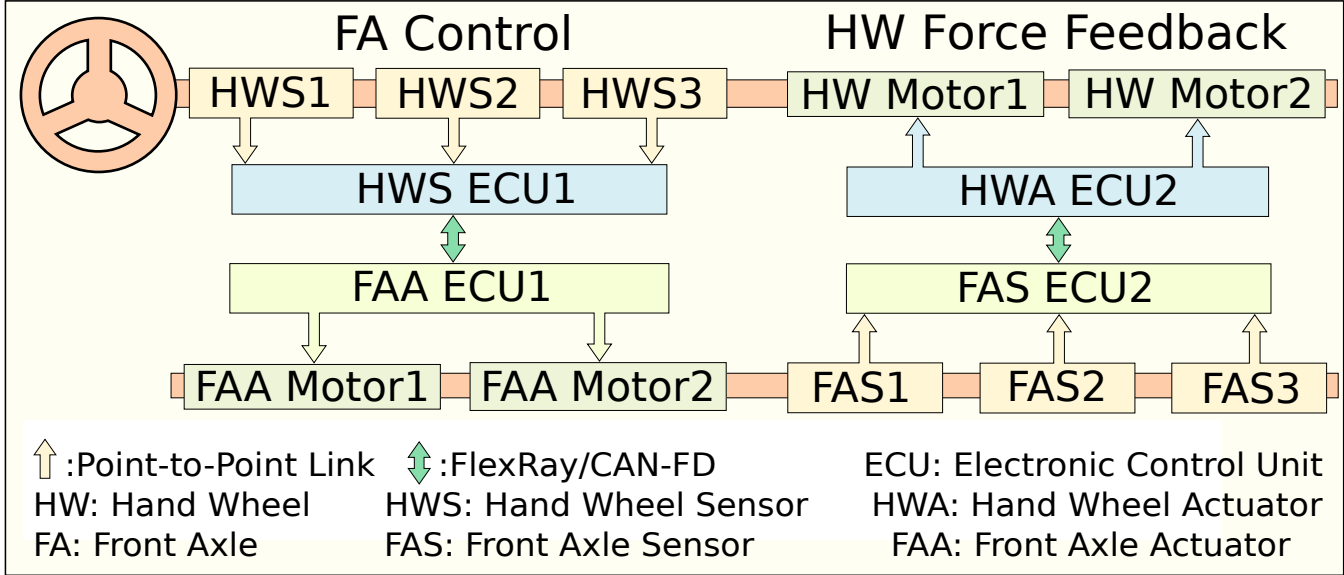 FA Control
HW Force Feedback
HWS1
HWS2
HWS3
HW Motor1
HW Motor2
HWS ECU1
HWA ECU2
FAA ECU1
FAS ECU2
FAA Motor1
FAA Motor2
FAS1
FAS2
FAS3
:Point-to-Point Link
:FlexRay/CAN-FD
ECU: Electronic Control Unit
HW: Hand Wheel
HWS: Hand Wheel Sensor
HWA: Hand Wheel Actuator
FA: Front Axle
FAS: Front Axle Sensor
FAA: Front Axle Actuator